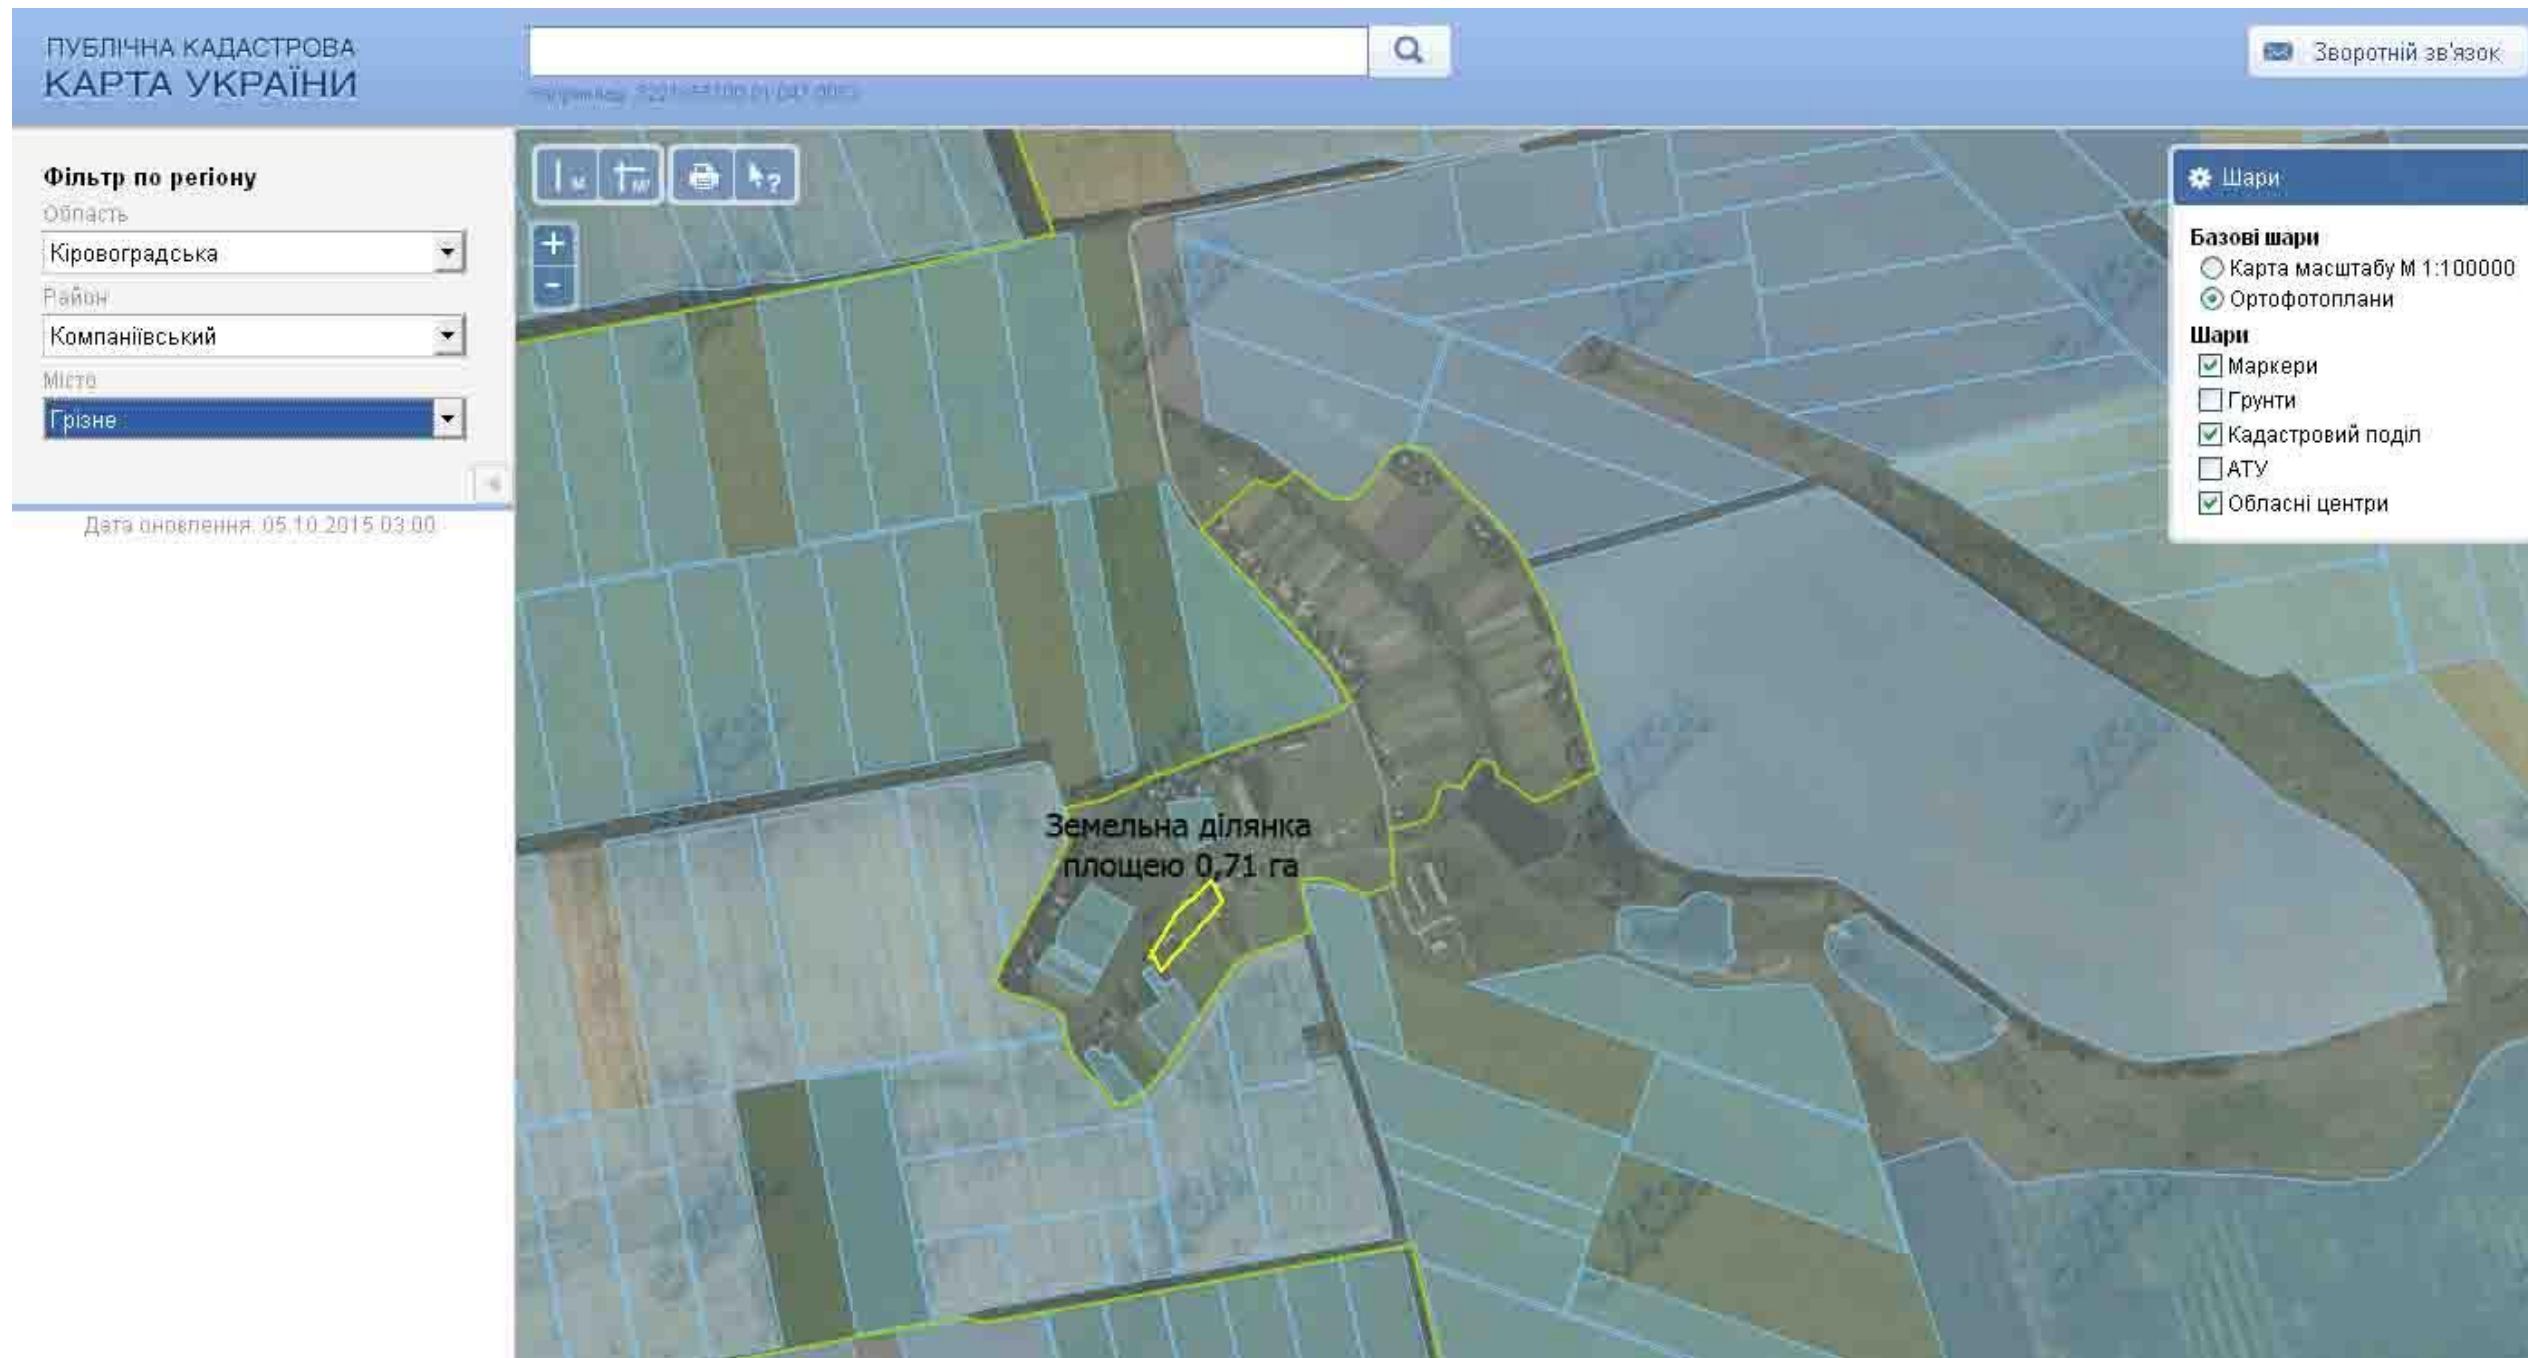 ПУБЛІЧНА КАДАСТРОВА
КАРТА УКРАЇНИ
Зворотній зв'язок
Фільтр по регіону
Область
Кіровоградська
Район
Компаніївський
Місто
Грізне
Дата оновлення: 05.10.2015 03:00
+
-
Шари
Базові шари
Карта масштабу М 1:100000
Ортофотоплани
Шари
Маркери
Грунти
Кадастровий поділ
АТУ
Обласні центри
Земельна ділянка
площею 0,71 га